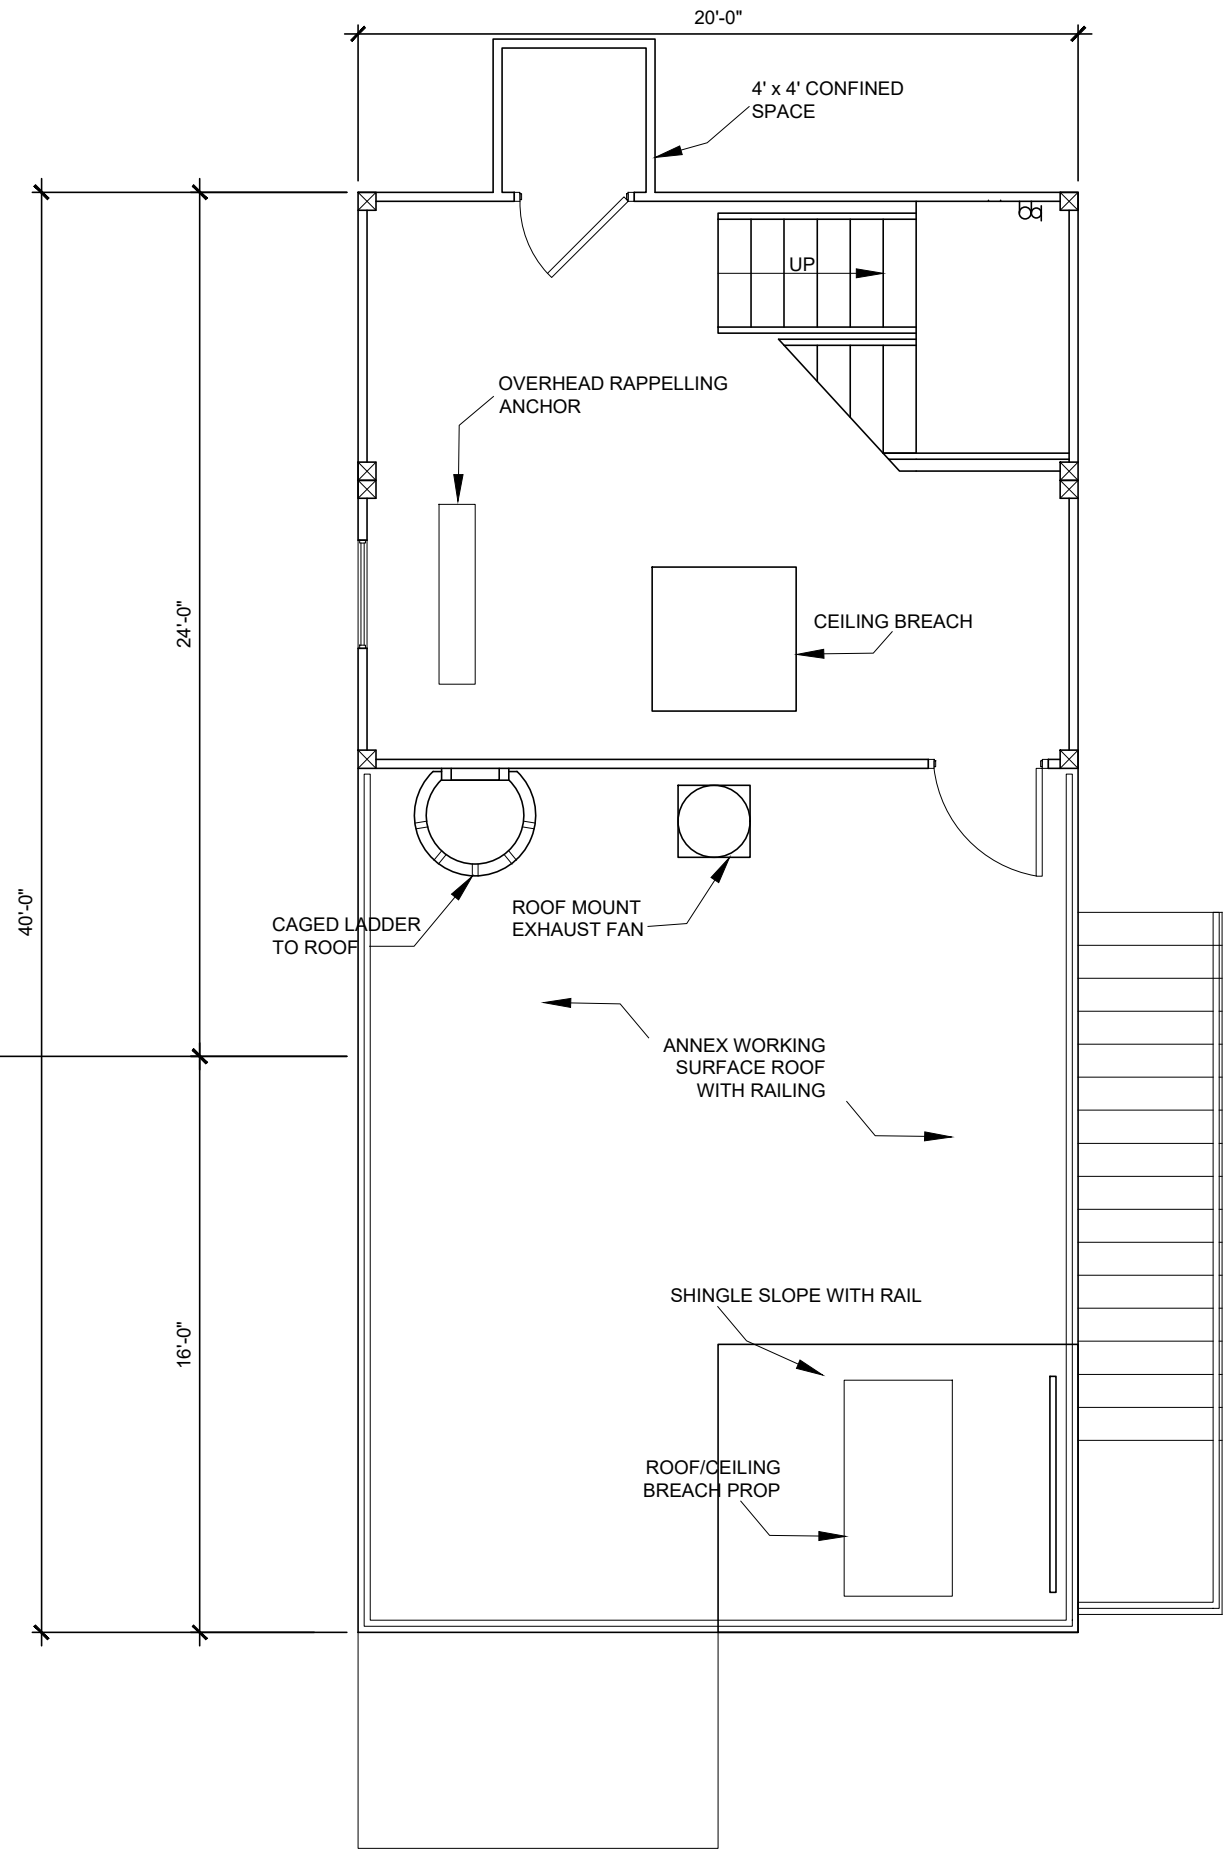 20'-0"
4' x 4' CONFINED
SPACE
UP
OVERHEAD RAPPELLING
ANCHOR
CEILING BREACH
24'-0"
40'-0"
CAGED LADDER
TO ROOF
ROOF MOUNT
EXHAUST FAN
ANNEX WORKING
SURFACE ROOF
WITH RAILING
SHINGLE SLOPE WITH RAIL
16'-0"
ROOF/CEILING
BREACH PROP